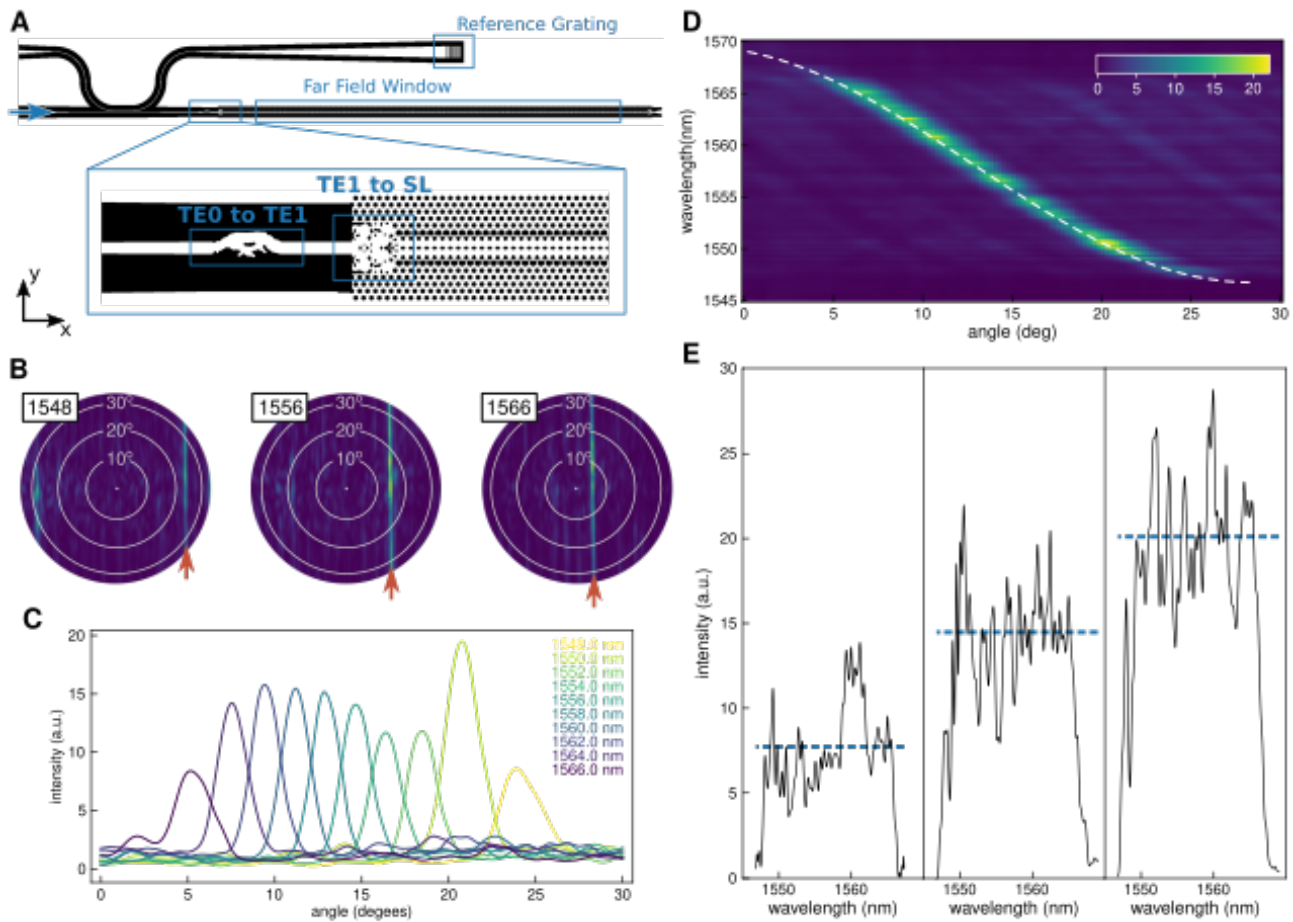 A
Reference Grating
Far Field Window
TE1 to SL
TE0 to TE1
y
x
B
1548
30°
20°
10°
1556
30°
20°
10°
1566
30°
20°
10°
C
20
15
10
5
0
intensity (a.u.)
1548.0 nm
1550.0 nm
1552.0 nm
1554.0 nm
1556.0 nm
1558.0 nm
1560.0 nm
1562.0 nm
1564.0 nm
1566.0 nm
0 5 10 15 20 25 30
angle (degees)
D
1570
1565
1560
1555
1550
1545
wavelength(nm)
0 5 10 15 20
0 5 10 15 20 25 30
angle (deg)
E
30
25
20
15
10
5
0
intensity (a.u.)
1550 1560 1550 1560 1550 1560
wavelength (nm) wavelength (nm) wavelength (nm)